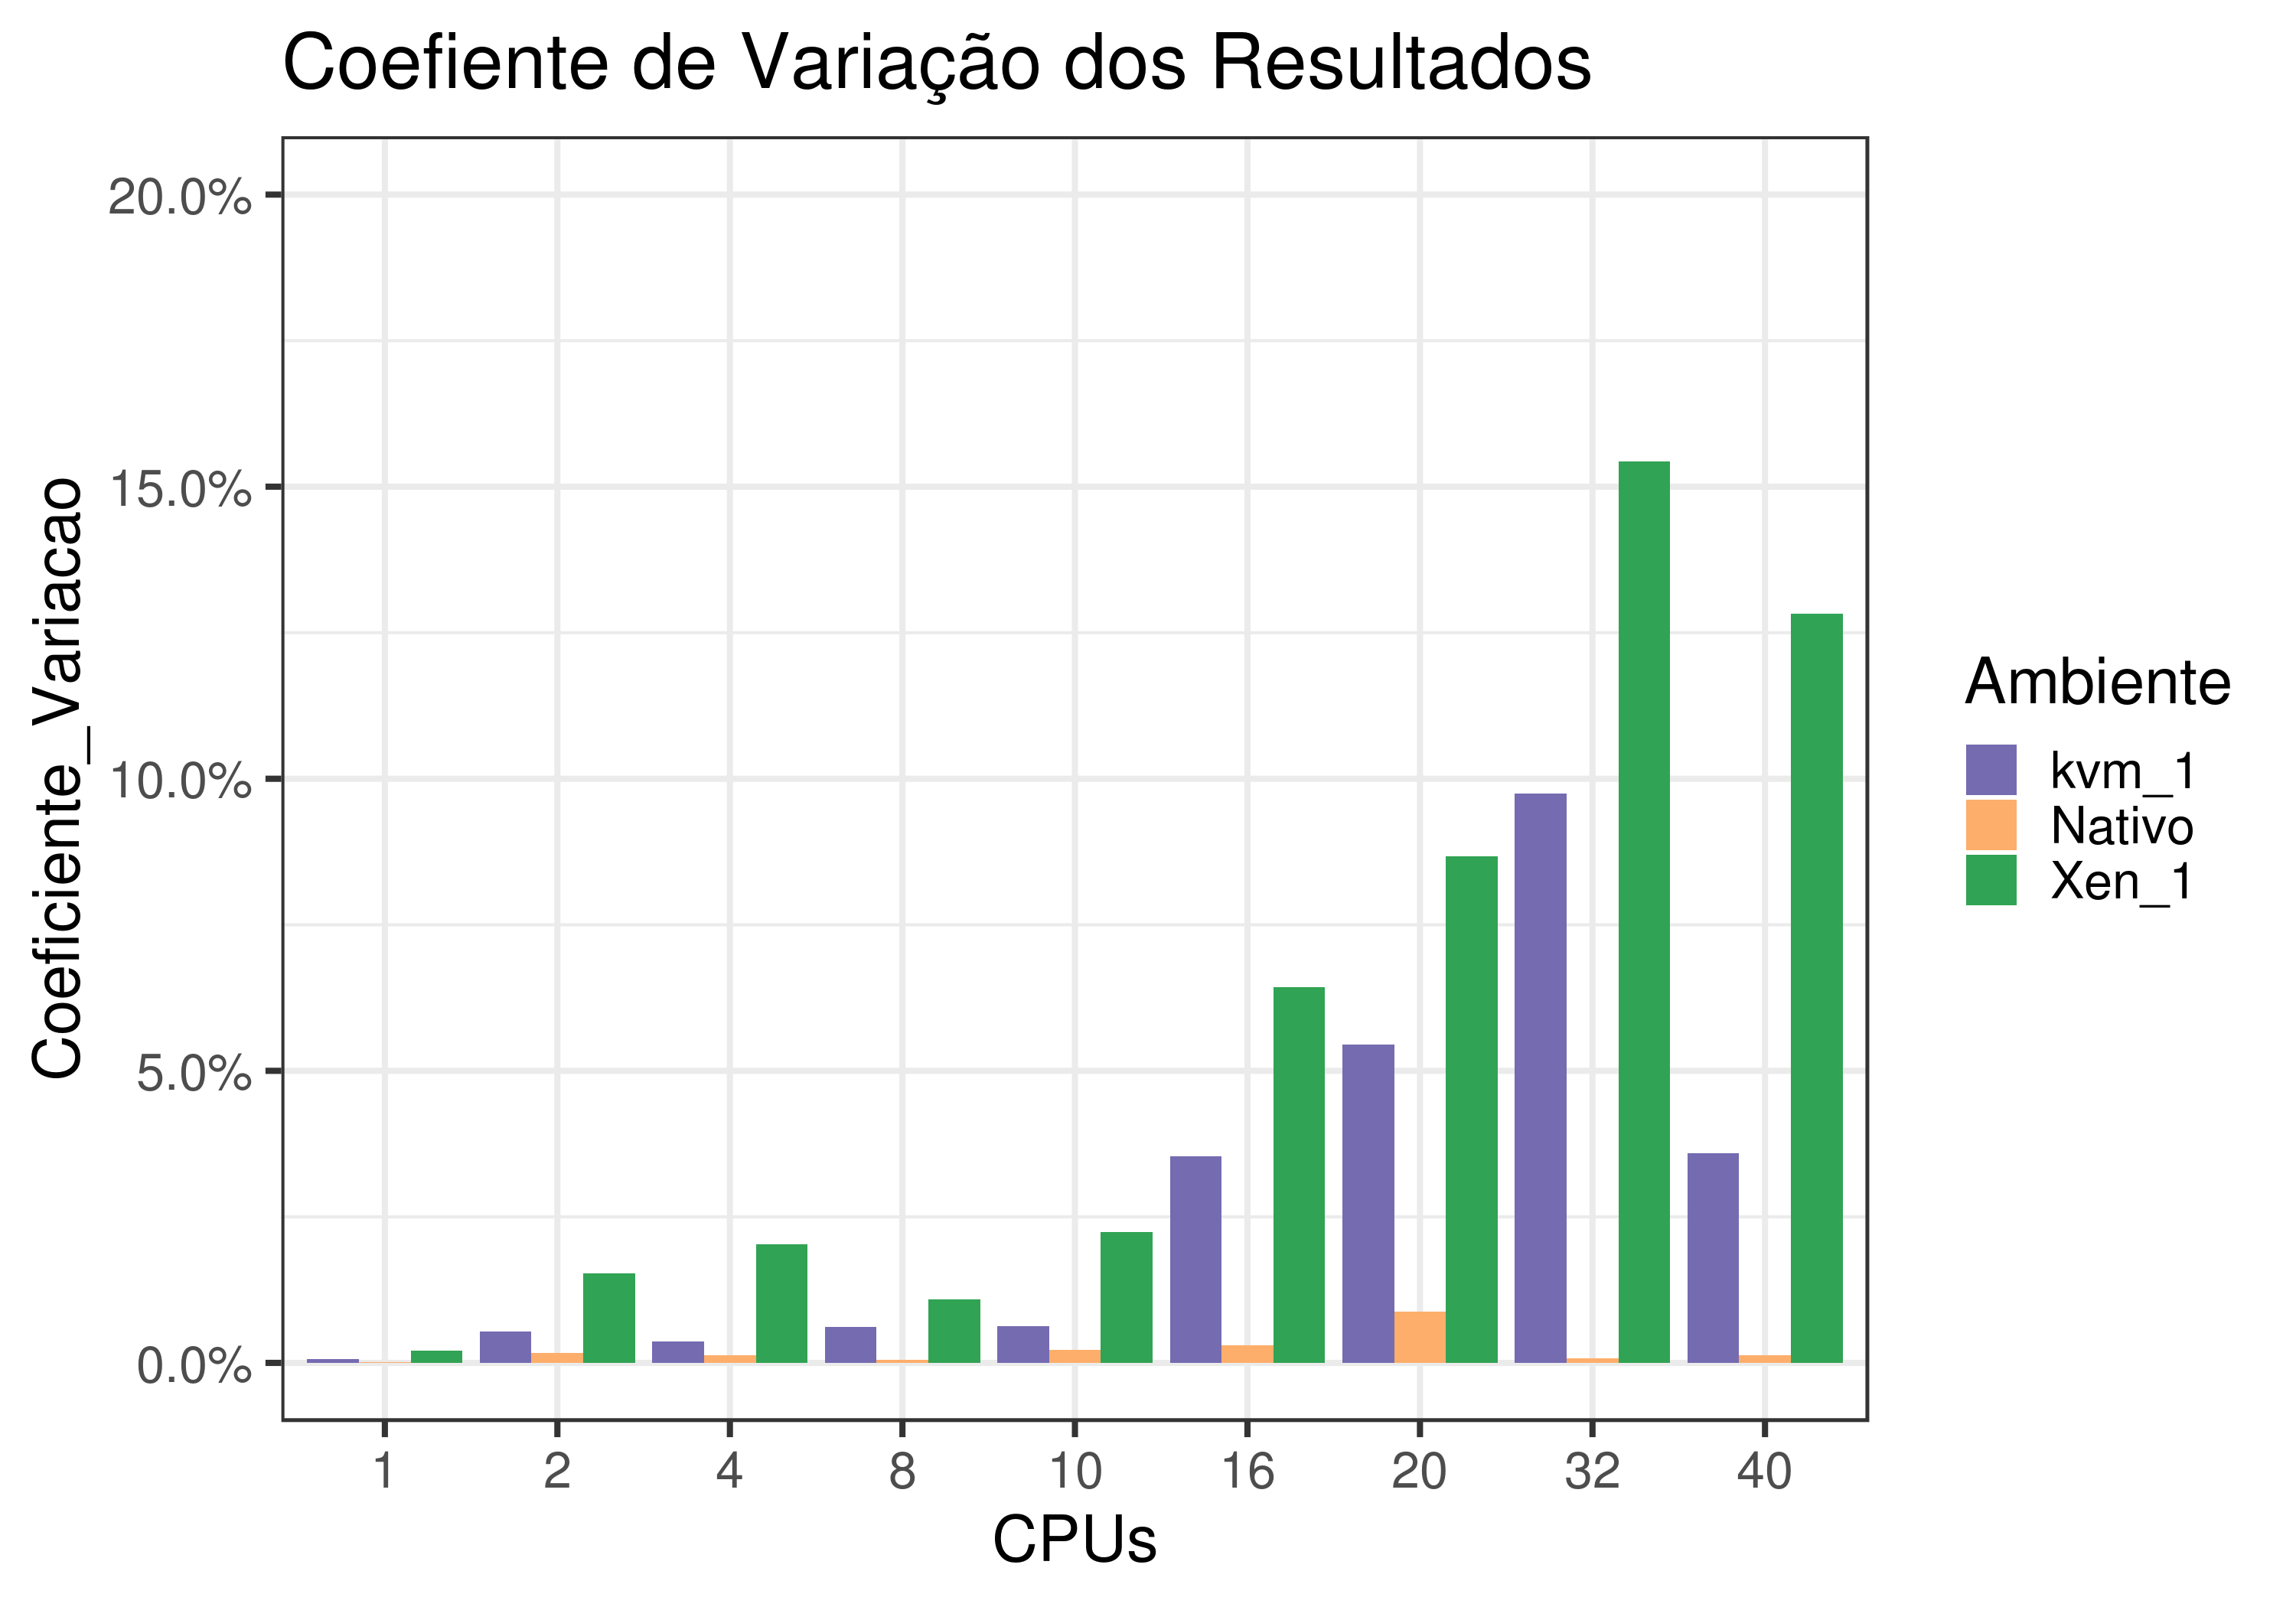 Coefiente de Variação dos Resultados
Coeficiente_Variacao
20.0%
15.0%
10.0%
5.0%
0.0%
1 2 4 8 10 16 20 32 40
CPUs
Ambiente
kvm_1
Nativo
Xen_1